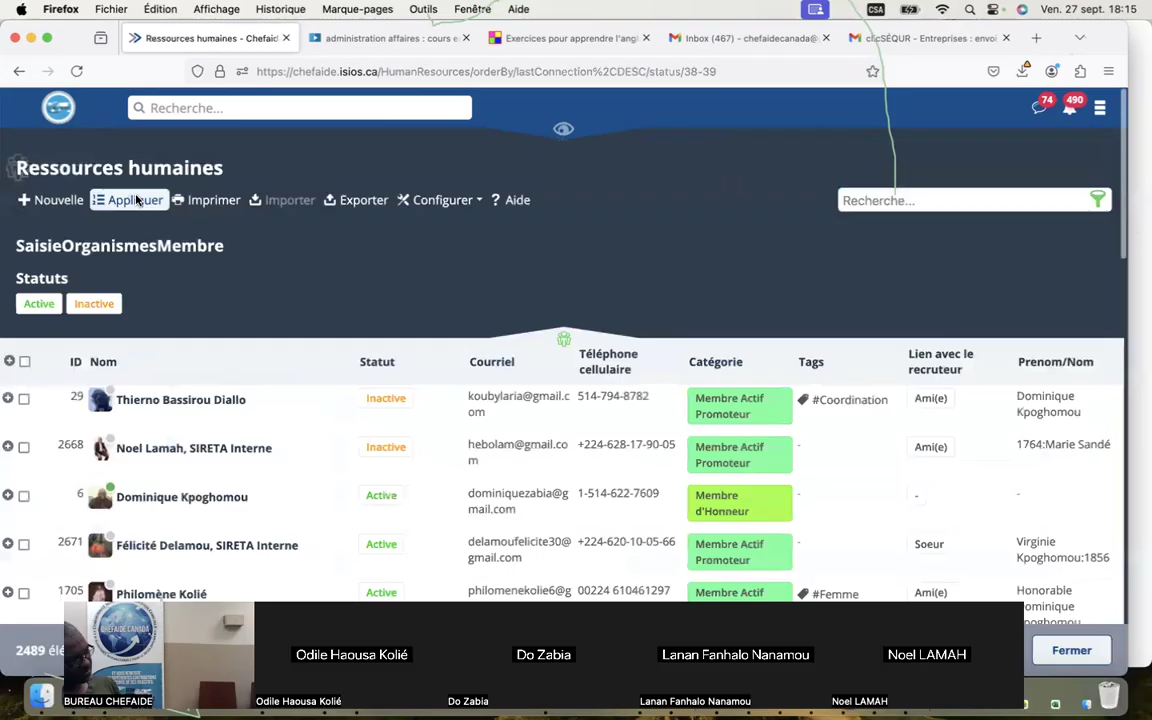 Firefox Fichier Édition Affichage Historique Marque-pages Outils Fenêtre Aide CSA Ven. 27 sept. à 18:15
Ressources humaines - Chefaid
administration affaires : cours e
Exercices pour apprendre l'angl
Inbox (467) - chefaidecanada@
clicSÉQUR - Entreprises : envoi
https://chefaide.isios.ca/HumanResources/orderBy/lastConnection%2CDESC/status/38-39
Recherche...
74 490
Ressources humaines
Nouvelle Appliquer Imprimer Importer Exporter Configurer ? Aide
Recherche...
SaisieOrganismesMembre
Statuts
Active Inactive
ID Nom Statut Courriel Téléphone cellulaire Catégorie Tags Lien avec le recruteur Prenom/Nom
29 Thierno Bassirou Diallo Inactive koubylaria@gmail.c 514-794-8782 Membre Actif #Coordination Ami(e) Dominique
om Promoteur Kpoghomou
2668 Noel Lamah, SIRETA Interne Inactive hebolam@gmail.co +224-628-17-90-05 Membre Actif - Ami(e) 1764:Marie Sandé
m Promoteur
6 Dominique Kpoghomou Active dominiquezabia@g 1-514-622-7609 Membre - - -
mail.com d'Honneur
2671 Félicité Delamou, SIRETA Interne Active delamoufelicite30@ +224-620-10-05-66 Membre Actif - Soeur Virginie
gmail.com Promoteur Kpoghomou:1856
1705 Philomène Kolié Active philomenekolie6@g 00224 610461297 Membre Actif #Femme Ami(e) Honorable
Dominique
2489 élé
Fermer
CHEFAIDE CANADA
Odile Haousa Kolié Do Zabia Lanan Fanhalo Nanamou Noel LAMAH
BUREAU CHEFAIDE Odile Haousa Kolié Do Zabia Lanan Fanhalo Nanamou Noel LAMAH